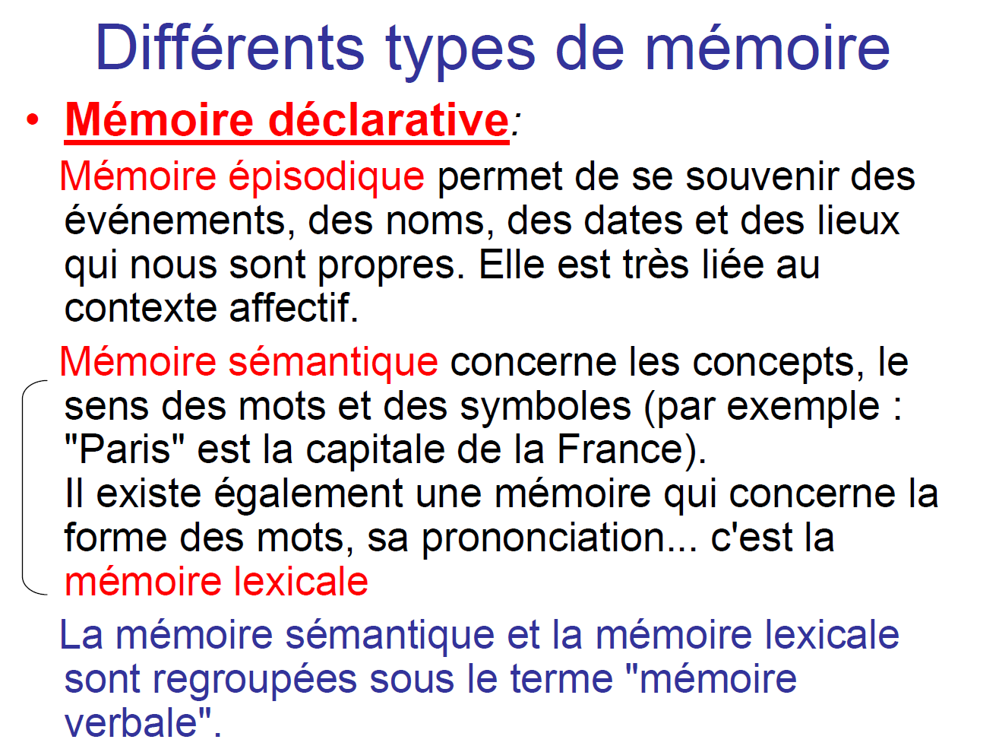 Différents types de mémoire
• Mémoire déclarative:
Mémoire épisodique permet de se souvenir des
événements, des noms, des dates et des lieux
qui nous sont propres. Elle est très liée au
contexte affectif.
Mémoire sémantique concerne les concepts, le
sens des mots et des symboles (par exemple :
"Paris" est la capitale de la France).
Il existe également une mémoire qui concerne la
forme des mots, sa prononciation... c'est la
mémoire lexicale
La mémoire sémantique et la mémoire lexicale
sont regroupées sous le terme "mémoire
verbale".